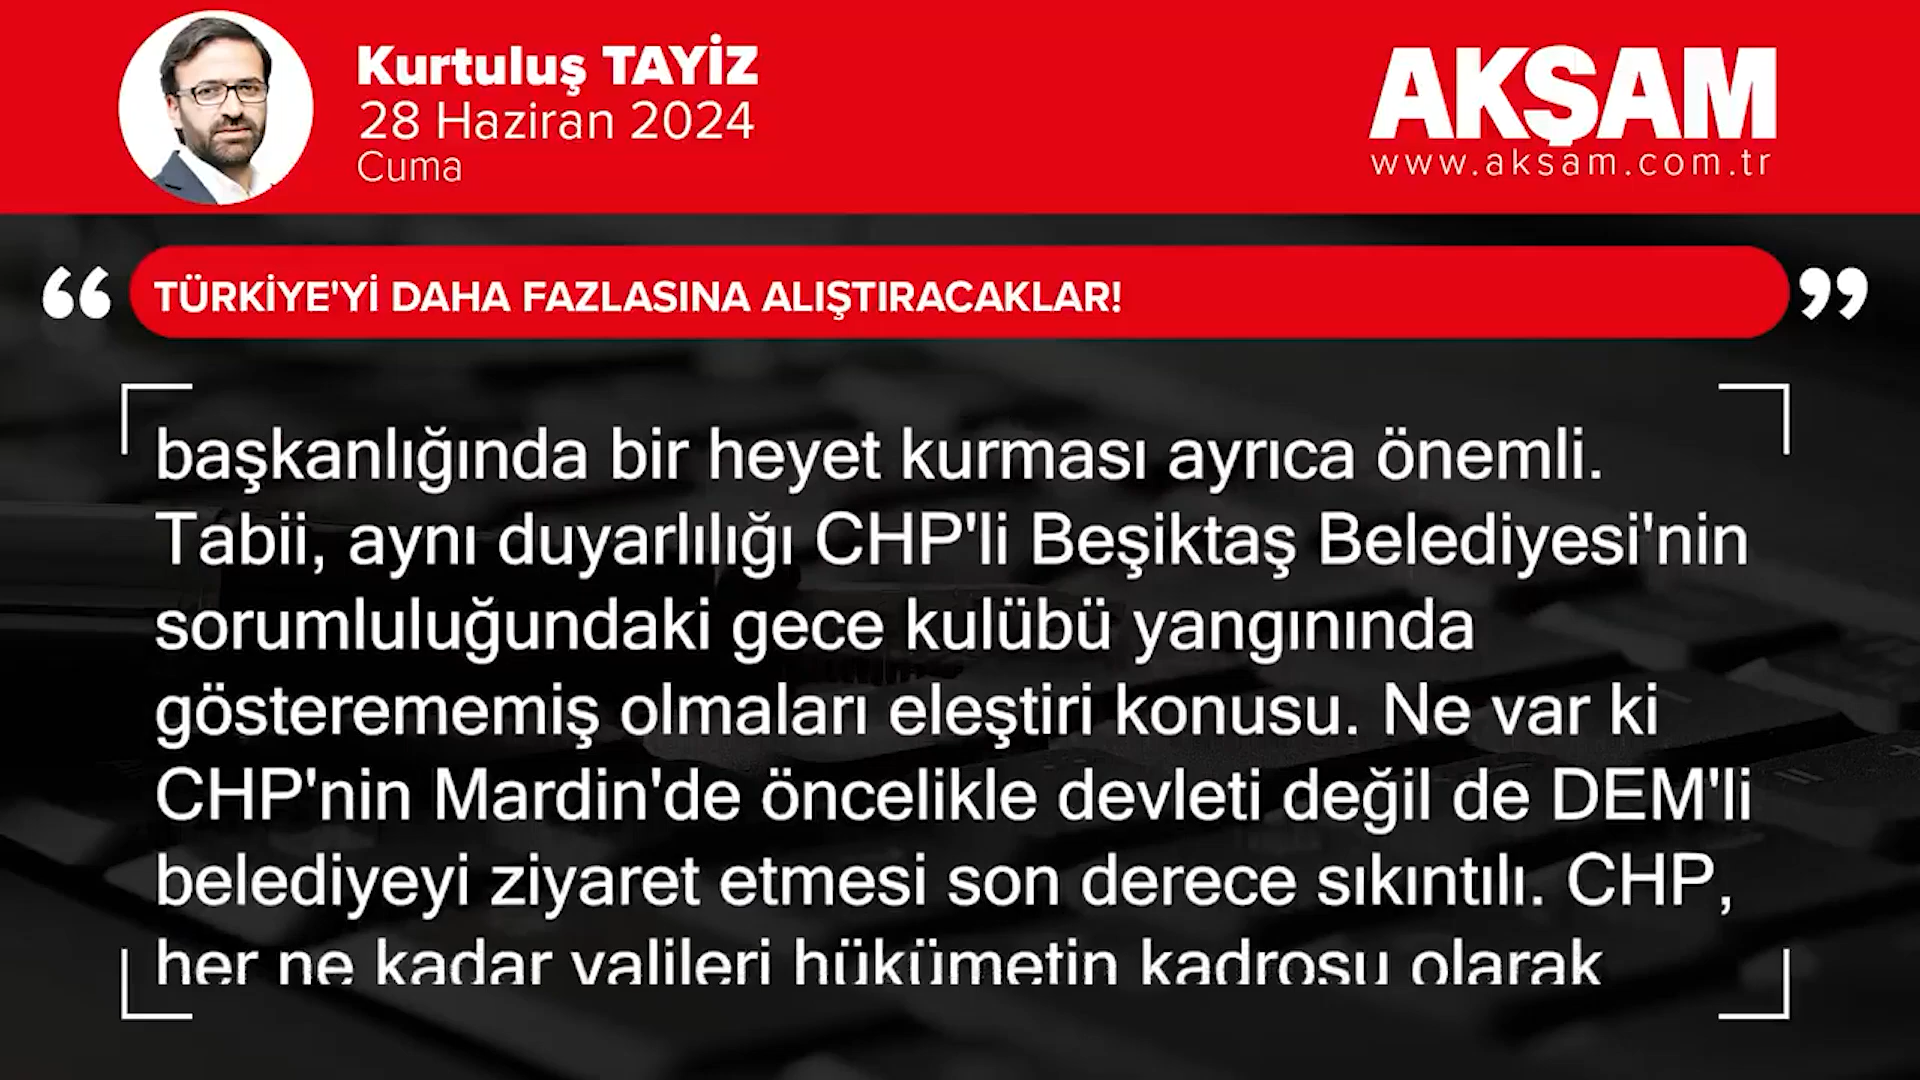 Kurtuluş TAYİZ
28 Haziran 2024
Cuma
AKŞAM
www.aksam.com.tr
“ TÜRKİYE'Yİ DAHA FAZLASINA ALIŞTIRACAKLAR! ”
başkanlığında bir heyet kurması ayrıca önemli.
Tabii, aynı duyarlılığı CHP'li Beşiktaş Belediyesi'nin
sorumluluğundaki gece kulübü yangınında
gösterememiş olmaları eleştiri konusu. Ne var ki
CHP'nin Mardin'de öncelikle devleti değil de DEM'li
belediyeyi ziyaret etmesi son derece sıkıntılı. CHP,
her ne kadar valileri hükümetin kadrosu olarak